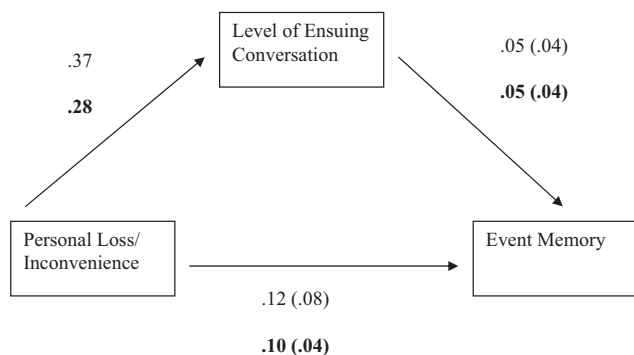 Level of Ensuing
Conversation
.37
.28
.05 (.04)
.05 (.04)
Personal Loss/
Inconvenience
Event Memory
.12 (.08)
.10 (.04)